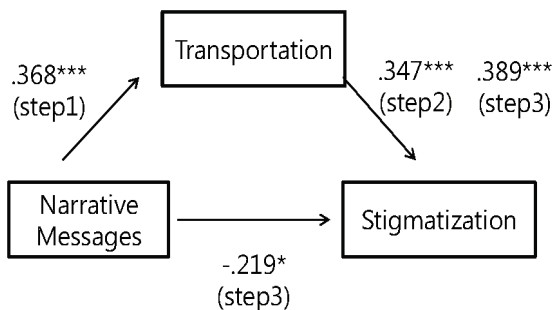 Transportation
.368***
(step1)
.347*** .389***
(step2) (step3)
Narrative
Messages
Stigmatization
-.219*
(step3)